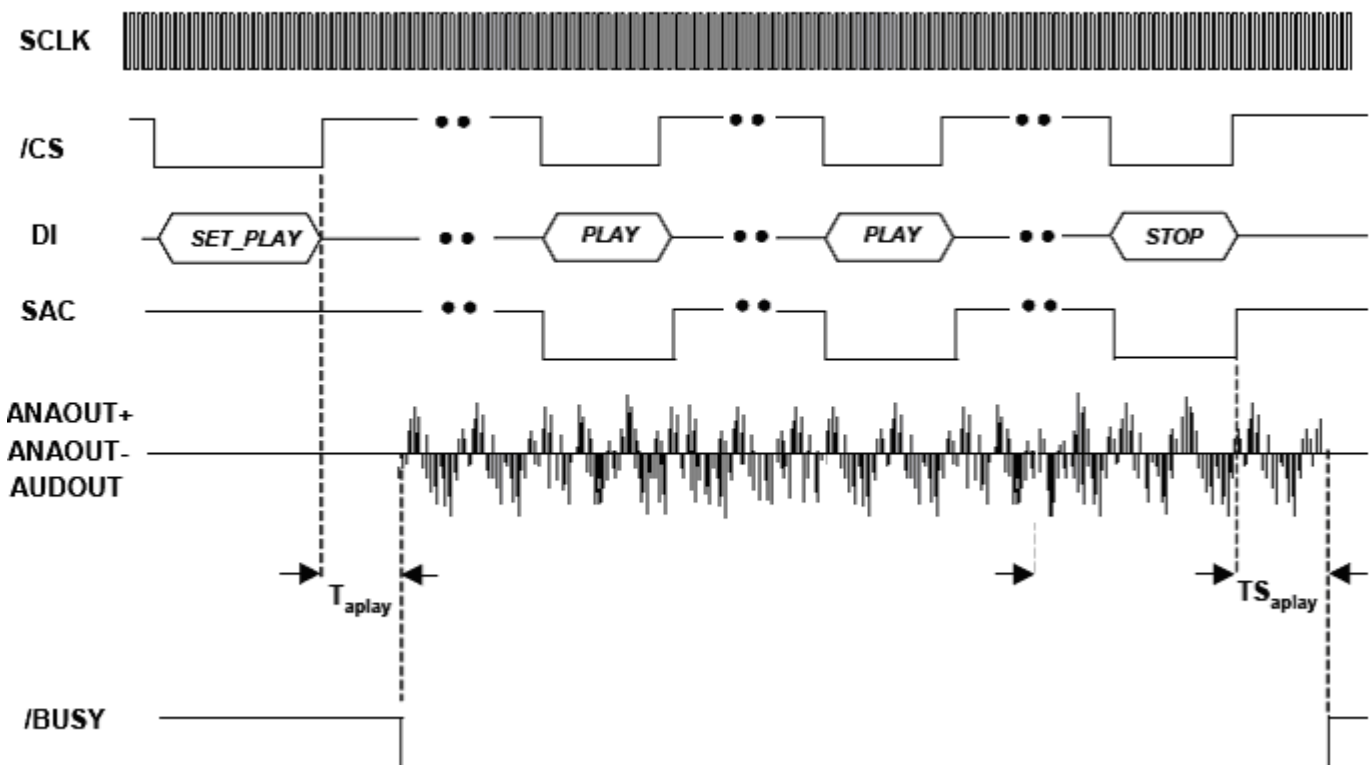 SCLK
/CS
DI
SET_PLAY
PLAY
PLAY
STOP
SAC
ANAOUT+
ANAOUT-
AUDOUT
Taplay
TSaplay
/BUSY